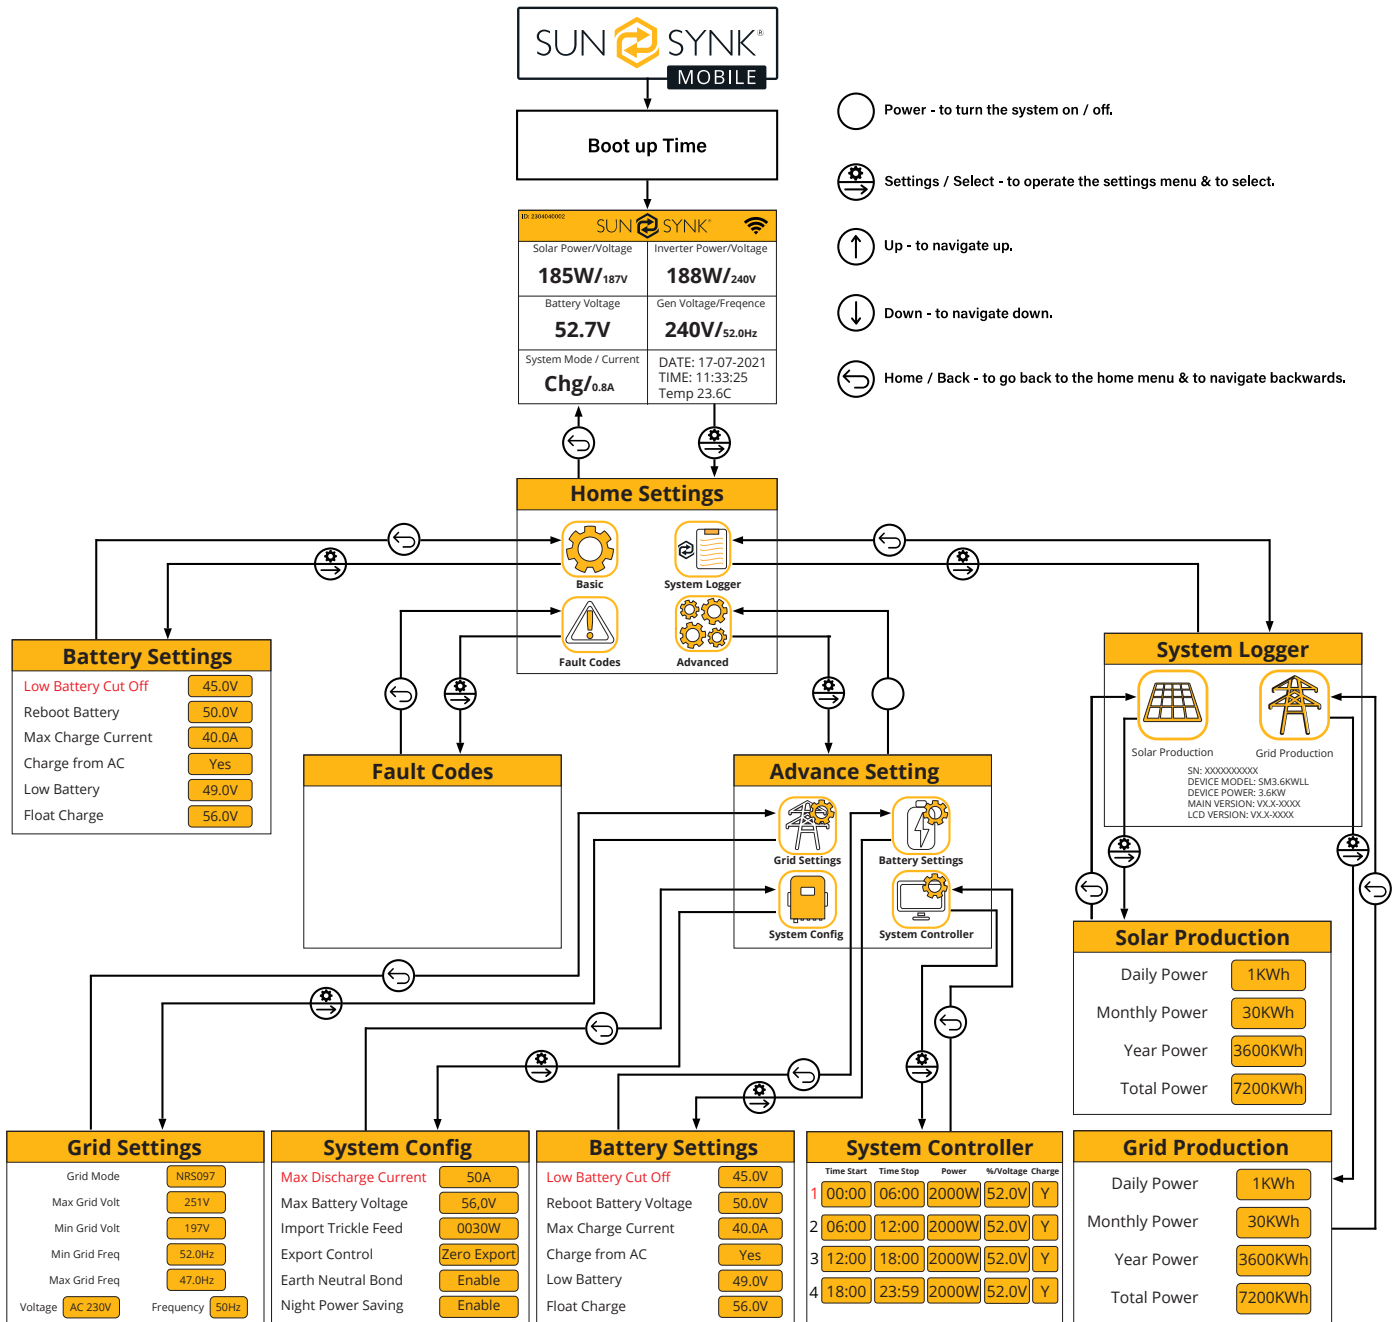 SUN SYNK®
MOBILE
Boot up Time
Power - to turn the system on / off.
Settings / Select - to operate the settings menu & to select.
Up - to navigate up.
Down - to navigate down.
Home / Back - to go back to the home menu & to navigate backwards.
ID: 2304040002
SUN SYNK®
Solar Power/Voltage Inverter Power/Voltage
185W/187V 188W/240V
Battery Voltage Gen Voltage/Freqence
52.7V 240V/52.0Hz
System Mode / Current
Chg/0.8A
DATE: 17-07-2021
TIME: 11:33:25
Temp 23.6C
Home Settings
Basic System Logger
Fault Codes Advanced
Battery Settings
Low Battery Cut Off 45.0V
Reboot Battery 50.0V
Max Charge Current 40.0A
Charge from AC Yes
Low Battery 49.0V
Float Charge 56.0V
Fault Codes
Advance Setting
Grid Settings Battery Settings
System Config System Controller
System Logger
Solar Production Grid Production
SN: XXXXXXXXXX
DEVICE MODEL: SM3.6KWLL
DEVICE POWER: 3.6KW
MAIN VERSION: VX.X-XXXX
LCD VERSION: VX.X-XXXX
Solar Production
Daily Power 1KWh
Monthly Power 30KWh
Year Power 3600KWh
Total Power 7200KWh
Grid Settings
Grid Mode NRS097
Max Grid Volt 251V
Min Grid Volt 197V
Min Grid Freq 52.0Hz
Max Grid Freq 47.0Hz
Voltage AC 230V Frequency 50Hz
System Config
Max Discharge Current 50A
Max Battery Voltage 56,0V
Import Trickle Feed 0030W
Export Control Zero Export
Earth Neutral Bond Enable
Night Power Saving Enable
Battery Settings
Low Battery Cut Off 45.0V
Reboot Battery Voltage 50.0V
Max Charge Current 40.0A
Charge from AC Yes
Low Battery 49.0V
Float Charge 56.0V
System Controller
Time Start Time Stop Power %/Voltage Charge
1 00:00 06:00 2000W 52.0V Y
2 06:00 12:00 2000W 52.0V Y
3 12:00 18:00 2000W 52.0V Y
4 18:00 23:59 2000W 52.0V Y
Grid Production
Daily Power 1KWh
Monthly Power 30KWh
Year Power 3600KWh
Total Power 7200KWh